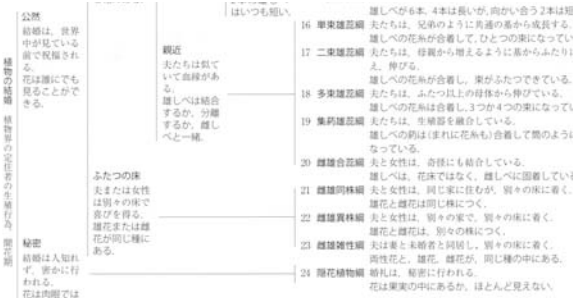 公然
結婚は、世界
中が見ている
前で祝福され
る。
花は誰にでも
見ることがで
きる。
植物の結婚
植物界の定住者の生殖行為、開花期
秘密
結婚は人知れ
ず、密かに行
われる。
花は肉眼では
はいつも短い。
親近
夫たちは似て
いて血縁があ
る。
雄しべは結合
するか、分離
するか、雌し
べと一緒。
ふたつの床
夫または女性
は別々の床で
喜びを得る。
雄花または雌
花が同じ種に
ある。
雄しべが6本、4本は長いが、向かい合う2本は短
16 単束雄蕊綱 夫たちは、兄弟のように共通の基から成長する。
雄しべの花糸が合着して、ひとつの束になってい
17 二束雄蕊綱 夫たちは、母親から増えるように基からふたりに
え、伸びる。
雄しべの花糸が合着し、束がふたつできている。
18 多束雄蕊綱 夫たちは、ふたつ以上の母体から伸びている。
雄しべの花糸は合着し、3つか4つの束になってい
19 集葯雄蕊綱 夫たちは、生殖器を融合している。
雄しべの葯は(まれに花糸も)合着して筒のように
なっている。
20 雌雄合蕊綱 夫と女性は、奇怪にも結合している。
雄しべは、花床ではなく、雌しべに固着してい
21 雌雄同株綱 夫と女性は、同じ家に住むが、別々の床に着く。
雄花と雌花は同じ株につく。
22 雌雄異株綱 夫と女性は、別々の家で、別々の床に着く。
雄花と雌花は、別々の株につく。
23 雌雄雑性綱 夫は妻と未婚者と同居し、別々の床に着く。
両性花と、雄花、雌花が、同じ種の中にある。
24 隠花植物綱 婚礼は、秘密に行われる。
花は果実の中にあるか、ほとんど見えない。